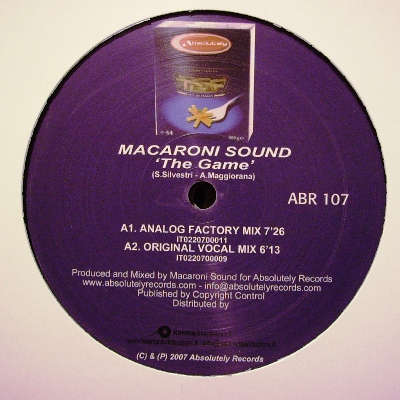 Absolutely
n° 44
500 g e
MACARONI SOUND
'The Game'
(S.Silvestri - A.Maggiorana)
ABR 107
A1. ANALOG FACTORY MIX 7'26
IT0220700011
A2. ORIGINAL VOCAL MIX 6'13
IT0220700009
Produced and Mixed by Macaroni Sound for Absolutely Records
www.absolutelyrecords.com - info@absolutelyrecords.com
Published by Copyright Control
Distributed by
(C) & (P) 2007 Absolutely Records